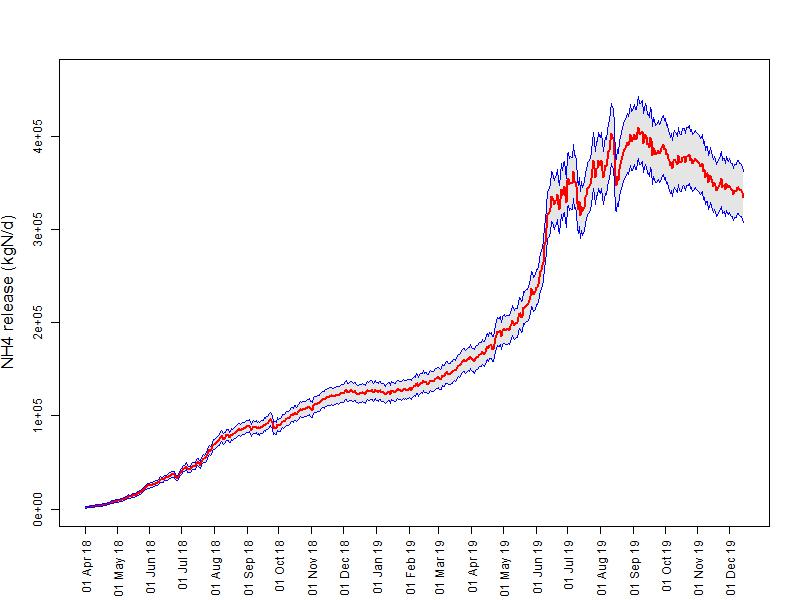 NH4 release (kgN/d)
4e+05
3e+05
2e+05
1e+05
0e+00
01 Apr 18
01 May 18
01 Jun 18
01 Jul 18
01 Aug 18
01 Sep 18
01 Oct 18
01 Nov 18
01 Dec 18
01 Jan 19
01 Feb 19
01 Mar 19
01 Apr 19
01 May 19
01 Jun 19
01 Jul 19
01 Aug 19
01 Sep 19
01 Oct 19
01 Nov 19
01 Dec 19